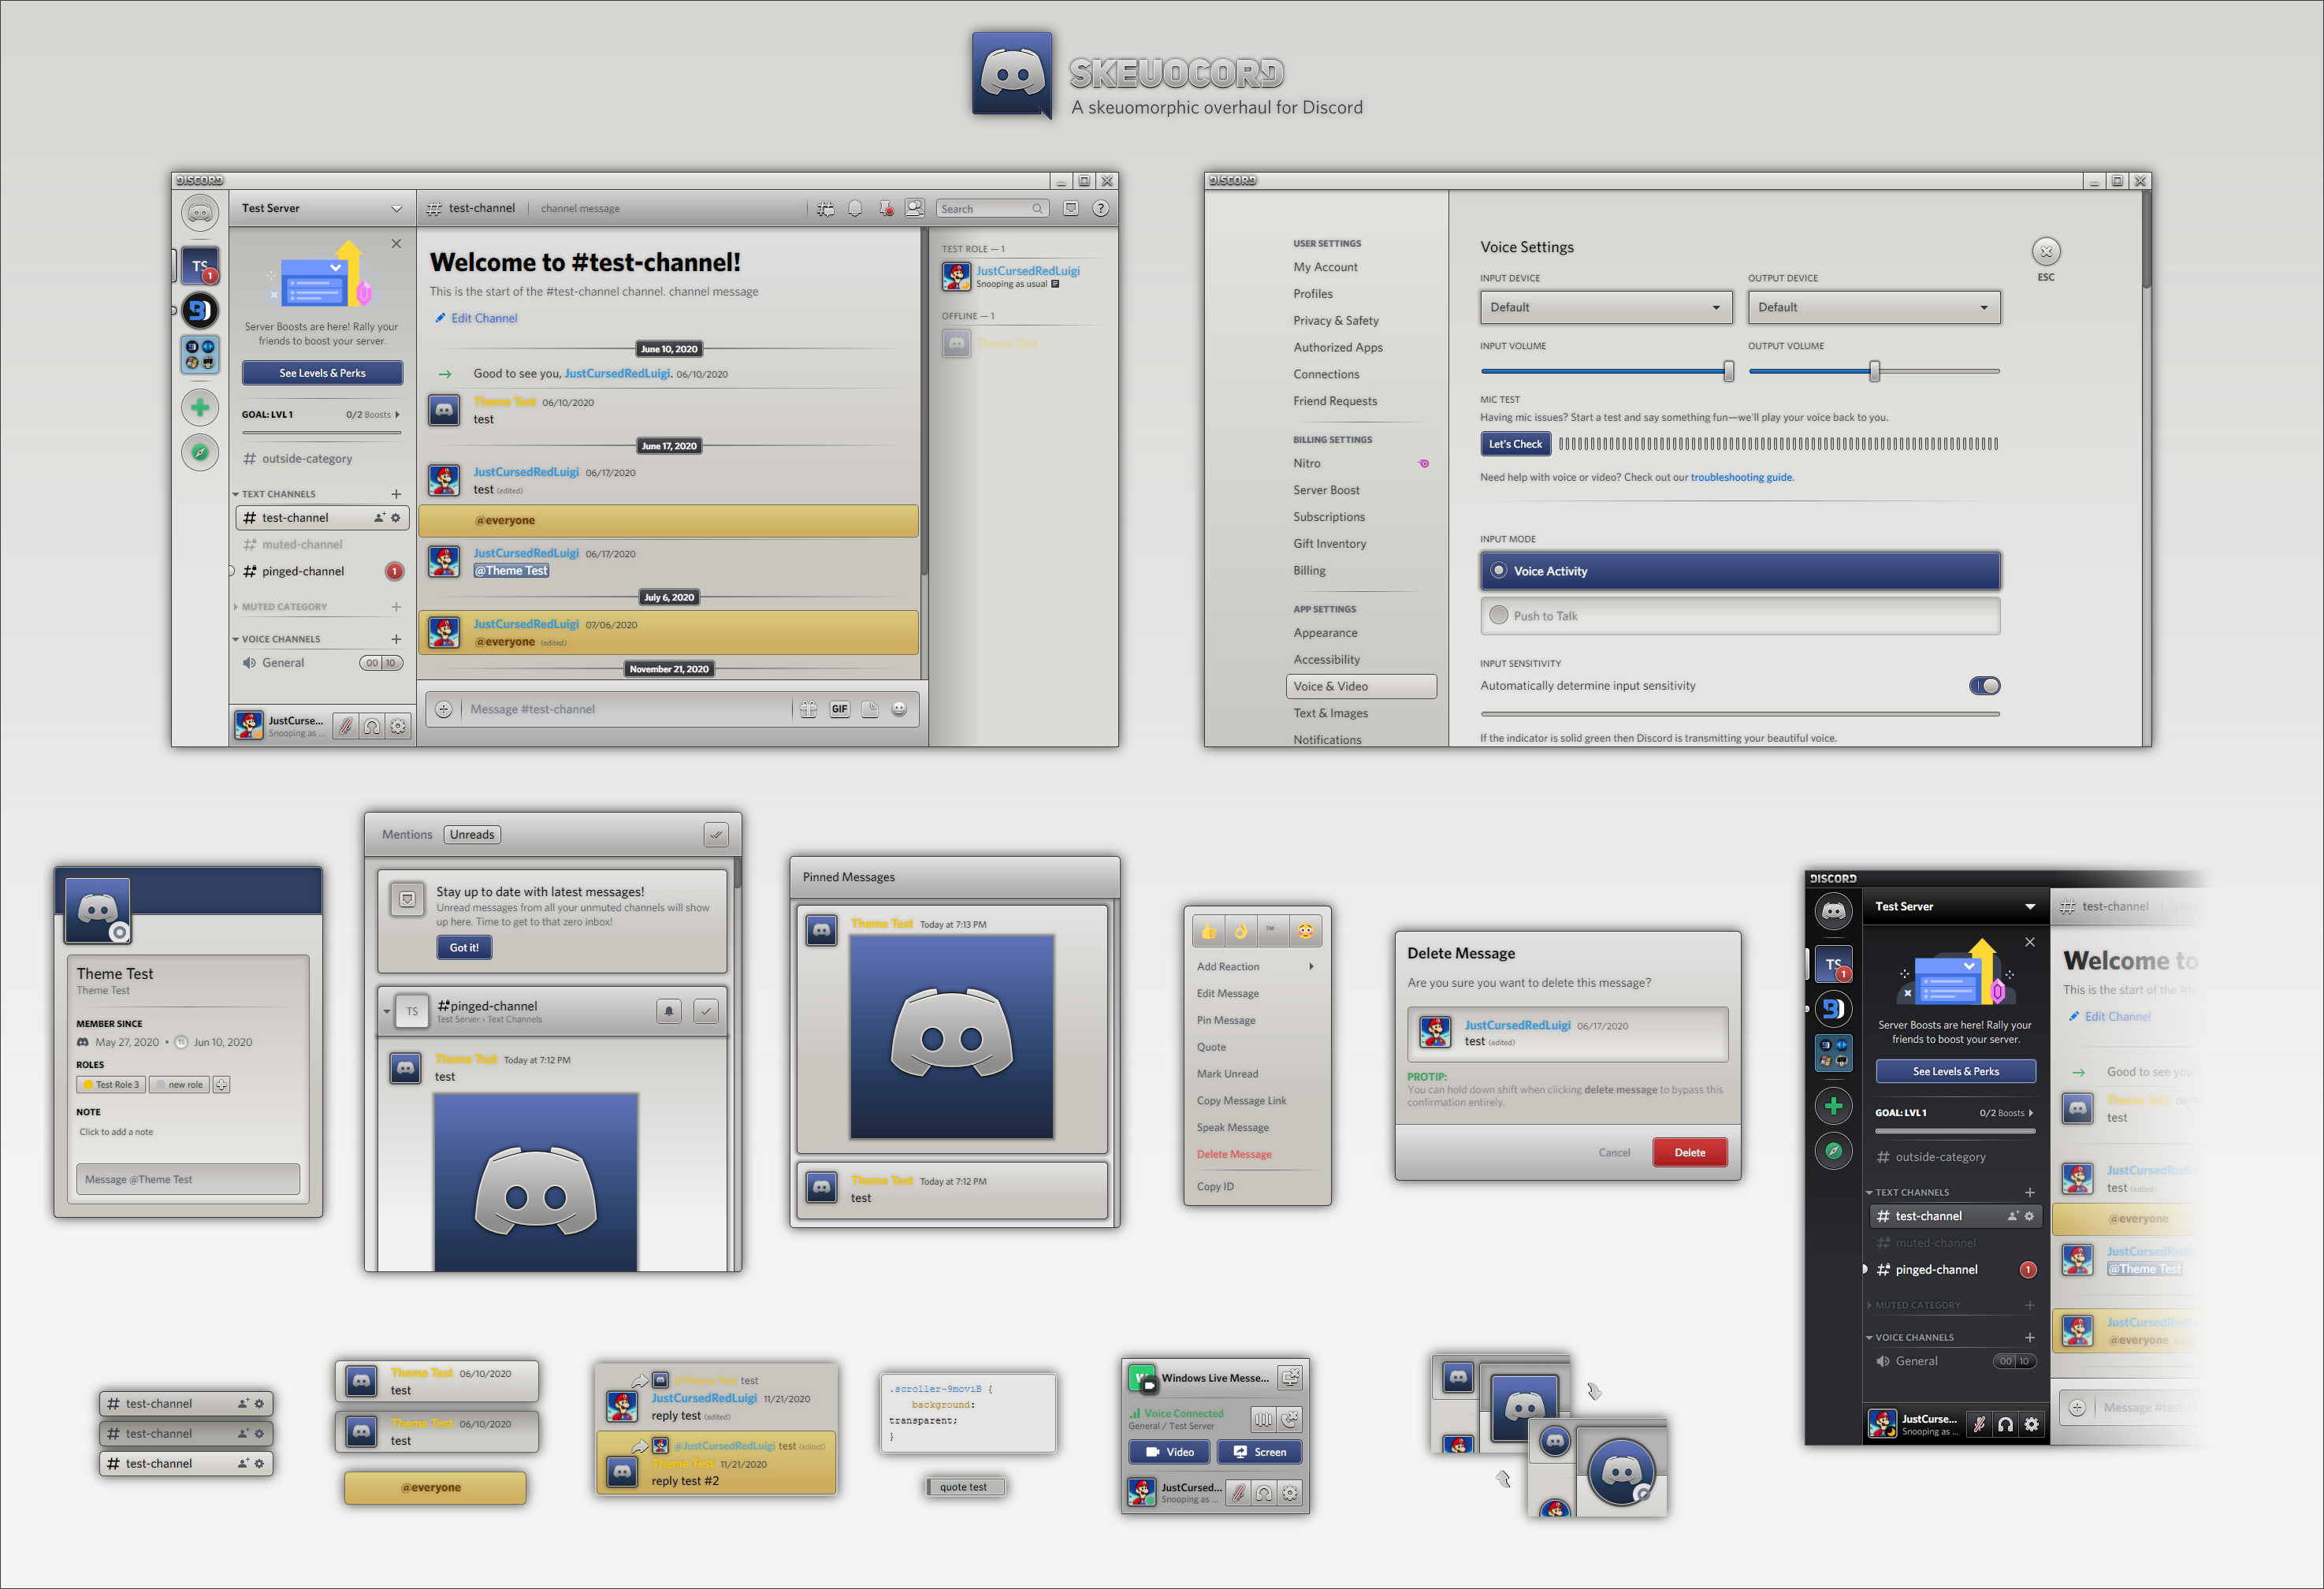 SKEUOCORD
A skeuomorphic overhaul for Discord
DISCORD
Test Server
test-channel
channel message
Search
TS
1
Server Boosts are here! Rally your
friends to boost your server.
See Levels & Perks
GOAL: LVL 1
0/2 Boosts
outside-category
TEXT CHANNELS
test-channel
muted-channel
pinged-channel
1
MUTED CATEGORY
VOICE CHANNELS
General
00 10
JustCurse...
Snooping as ...
Welcome to #test-channel!
This is the start of the #test-channel channel. channel message
Edit Channel
June 10, 2020
Good to see you, JustCursedRedLuigi. 06/10/2020
Theme Test 06/10/2020
test
June 17, 2020
JustCursedRedLuigi 06/17/2020
test (edited)
@everyone
JustCursedRedLuigi 06/17/2020
@Theme Test
July 6, 2020
JustCursedRedLuigi 07/06/2020
@everyone (edited)
November 21, 2020
Message #test-channel
GIF
TEST ROLE — 1
JustCursedRedLuigi
Snooping as usual
OFFLINE — 1
Theme Test
DISCORD
USER SETTINGS
My Account
Profiles
Privacy & Safety
Authorized Apps
Connections
Friend Requests
BILLING SETTINGS
Nitro
Server Boost
Subscriptions
Gift Inventory
Billing
APP SETTINGS
Appearance
Accessibility
Voice & Video
Text & Images
Notifications
Voice Settings
ESC
INPUT DEVICE
OUTPUT DEVICE
Default
Default
INPUT VOLUME
OUTPUT VOLUME
MIC TEST
Having mic issues? Start a test and say something fun—we'll play your voice back to you.
Let's Check
Need help with voice or video? Check out our troubleshooting guide.
INPUT MODE
Voice Activity
Push to Talk
INPUT SENSITIVITY
Automatically determine input sensitivity
If the indicator is solid green then Discord is transmitting your beautiful voice.
Theme Test
Theme Test
MEMBER SINCE
May 27, 2020 • TS Jun 10, 2020
ROLES
Test Role 3
new role
NOTE
Click to add a note
Message @Theme Test
Mentions
Unreads
Stay up to date with latest messages!
Unread messages from all your unmuted channels will show
up here. Time to get to that zero inbox!
Got it!
TS
#pinged-channel
Test Server › Text Channels
Theme Test Today at 7:12 PM
test
Pinned Messages
Theme Test Today at 7:13 PM
Theme Test Today at 7:12 PM
test
TM
Add Reaction
Edit Message
Pin Message
Quote
Mark Unread
Copy Message Link
Speak Message
Delete Message
Copy ID
Delete Message
Are you sure you want to delete this message?
JustCursedRedLuigi 06/17/2020
test (edited)
PROTIP:
You can hold down shift when clicking delete message to bypass this
confirmation entirely.
Cancel
Delete
DISCORD
Test Server
test-channel
TS
1
Server Boosts are here! Rally your
friends to boost your server.
See Levels & Perks
GOAL: LVL 1
0/2 Boosts
outside-category
TEXT CHANNELS
test-channel
muted-channel
pinged-channel
1
MUTED CATEGORY
VOICE CHANNELS
General
00 10
JustCurse...
Snooping as ...
Welcome to
This is the start of the
Edit Channel
Good to see you
Theme Test
test
test (edited)
@everyone
@Theme Test
@everyone
Message
test-channel
test-channel
test-channel
Theme Test 06/10/2020
test
Theme Test 06/10/2020
test
@everyone
@Theme Test test
JustCursedRedLuigi 11/21/2020
reply test (edited)
@JustCursedRedLuigi test (edited)
Theme Test 11/21/2020
reply test #2
.scroller-9moviB {
background:
transparent;
}
quote test
Windows Live Messe...
Voice Connected
General / Test Server
Video
Screen
JustCursed...
Snooping as ...